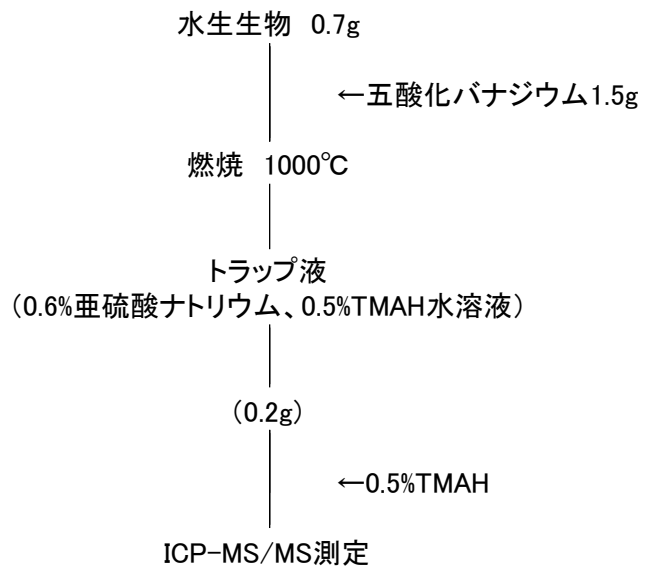 水生生物 0.7g
←五酸化バナジウム1.5g
燃焼 1000℃
トラップ液
（0.6%亜硫酸ナトリウム、0.5%TMAH水溶液）
（0.2g）
←0.5%TMAH
ICP-MS/MS測定